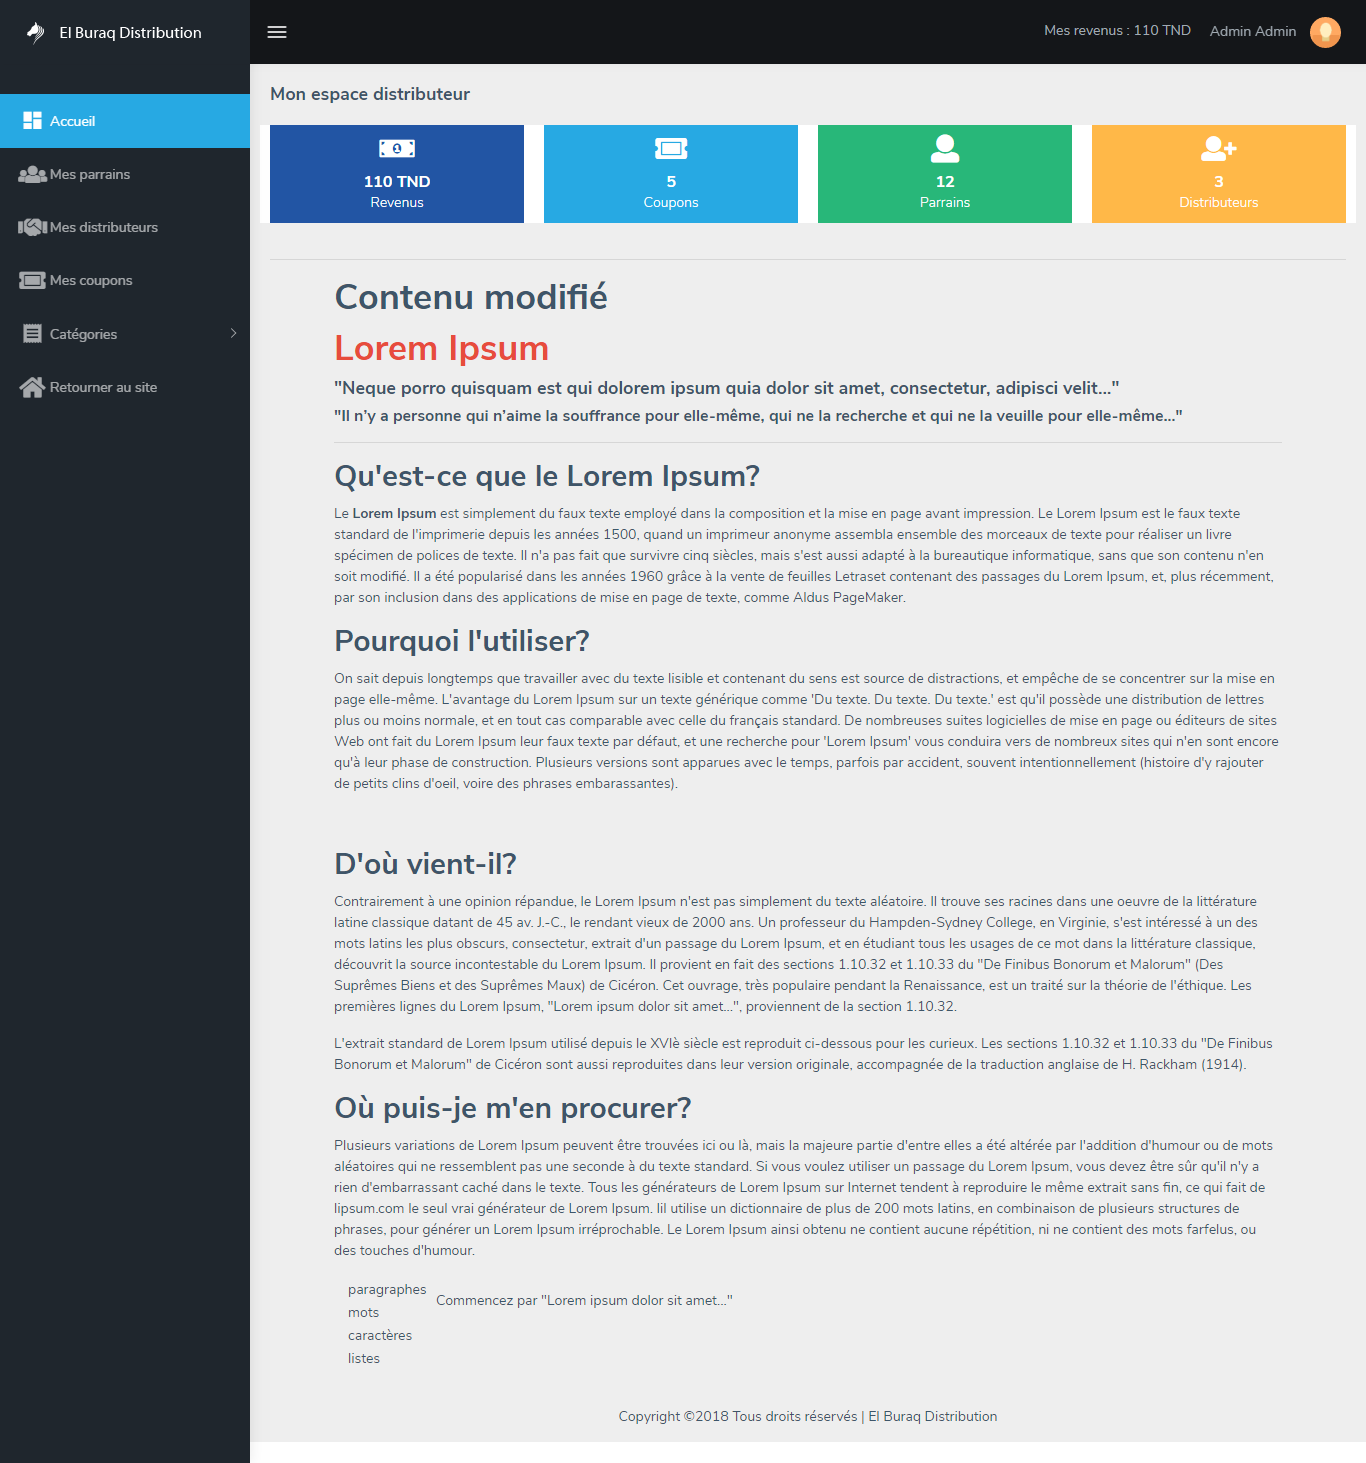 El Buraq Distribution
Mes revenus : 110 TND
Admin Admin
Accueil
Mes parrains
Mes distributeurs
Mes coupons
Catégories
Retourner au site
Mon espace distributeur
110 TND
Revenus
5
Coupons
12
Parrains
3
Distributeurs
Contenu modifié
Lorem Ipsum
"Neque porro quisquam est qui dolorem ipsum quia dolor sit amet, consectetur, adipisci velit..."
"Il n'y a personne qui n'aime la souffrance pour elle-même, qui ne la recherche et qui ne la veuille pour elle-même..."
Qu'est-ce que le Lorem Ipsum?
Le Lorem Ipsum est simplement du faux texte employé dans la composition et la mise en page avant impression. Le Lorem Ipsum est le faux texte
standard de l'imprimerie depuis les années 1500, quand un imprimeur anonyme assembla ensemble des morceaux de texte pour réaliser un livre
spécimen de polices de texte. Il n'a pas fait que survivre cinq siècles, mais s'est aussi adapté à la bureautique informatique, sans que son contenu n'en
soit modifié. Il a été popularisé dans les années 1960 grâce à la vente de feuilles Letraset contenant des passages du Lorem Ipsum, et, plus récemment,
par son inclusion dans des applications de mise en page de texte, comme Aldus PageMaker.
Pourquoi l'utiliser?
On sait depuis longtemps que travailler avec du texte lisible et contenant du sens est source de distractions, et empêche de se concentrer sur la mise en
page elle-même. L'avantage du Lorem Ipsum sur un texte générique comme 'Du texte. Du texte. Du texte.' est qu'il possède une distribution de lettres
plus ou moins normale, et en tout cas comparable avec celle du français standard. De nombreuses suites logicielles de mise en page ou éditeurs de sites
Web ont fait du Lorem Ipsum leur faux texte par défaut, et une recherche pour 'Lorem Ipsum' vous conduira vers de nombreux sites qui n'en sont encore
qu'à leur phase de construction. Plusieurs versions sont apparues avec le temps, parfois par accident, souvent intentionnellement (histoire d'y rajouter
de petits clins d'oeil, voire des phrases embarassantes).
D'où vient-il?
Contrairement à une opinion répandue, le Lorem Ipsum n'est pas simplement du texte aléatoire. Il trouve ses racines dans une oeuvre de la littérature
latine classique datant de 45 av. J.-C., le rendant vieux de 2000 ans. Un professeur du Hampden-Sydney College, en Virginie, s'est intéressé à un des
mots latins les plus obscurs, consectetur, extrait d'un passage du Lorem Ipsum, et en étudiant tous les usages de ce mot dans la littérature classique,
découvrit la source incontestable du Lorem Ipsum. Il provient en fait des sections 1.10.32 et 1.10.33 du "De Finibus Bonorum et Malorum" (Des
Suprêmes Biens et des Suprêmes Maux) de Cicéron. Cet ouvrage, très populaire pendant la Renaissance, est un traité sur la théorie de l'éthique. Les
premières lignes du Lorem Ipsum, "Lorem ipsum dolor sit amet...", proviennent de la section 1.10.32.
L'extrait standard de Lorem Ipsum utilisé depuis le XVIè siècle est reproduit ci-dessous pour les curieux. Les sections 1.10.32 et 1.10.33 du "De Finibus
Bonorum et Malorum" de Cicéron sont aussi reproduites dans leur version originale, accompagnée de la traduction anglaise de H. Rackham (1914).
Où puis-je m'en procurer?
Plusieurs variations de Lorem Ipsum peuvent être trouvées ici ou là, mais la majeure partie d'entre elles a été altérée par l'addition d'humour ou de mots
aléatoires qui ne ressemblent pas une seconde à du texte standard. Si vous voulez utiliser un passage du Lorem Ipsum, vous devez être sûr qu'il n'y a
rien d'embarrassant caché dans le texte. Tous les générateurs de Lorem Ipsum sur Internet tendent à reproduire le même extrait sans fin, ce qui fait de
lipsum.com le seul vrai générateur de Lorem Ipsum. Iil utilise un dictionnaire de plus de 200 mots latins, en combinaison de plusieurs structures de
phrases, pour générer un Lorem Ipsum irréprochable. Le Lorem Ipsum ainsi obtenu ne contient aucune répétition, ni ne contient des mots farfelus, ou
des touches d'humour.
paragraphes
Commencez par "Lorem ipsum dolor sit amet..."
mots
caractères
listes
Copyright ©2018 Tous droits réservés | El Buraq Distribution